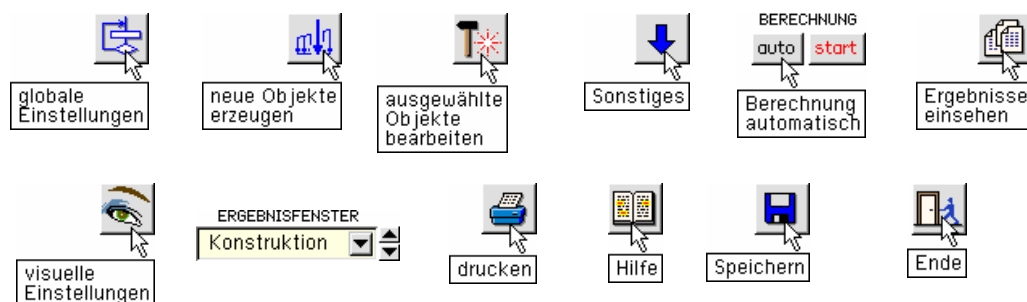 BERECHNUNG
auto start
globale
Einstellungen
neue Objekte
erzeugen
ausgewählte
Objekte
bearbeiten
Sonstiges
Berechnung
automatisch
Ergebnisse
einsehen
visuelle
Einstellungen
ERGEBNISFENSTER
Konstruktion
drucken
Hilfe
Speichern
Ende